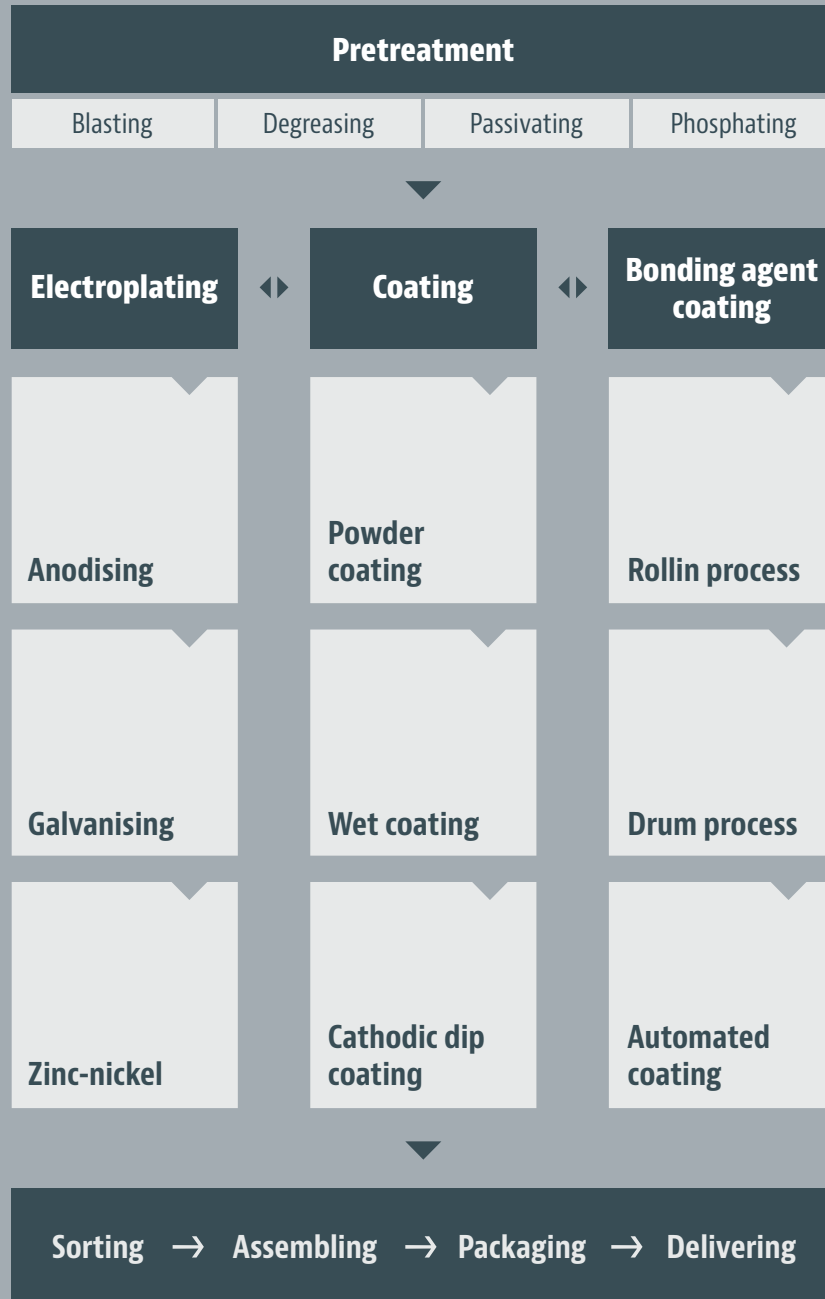 Pretreatment
Blasting Degreasing Passivating Phosphating
Electroplating Coating Bonding agent
coating
Anodising
Powder
coating
Rollin process
Galvanising
Wet coating
Drum process
Zinc-nickel
Cathodic dip
coating
Automated
coating
Sorting → Assembling → Packaging → Delivering